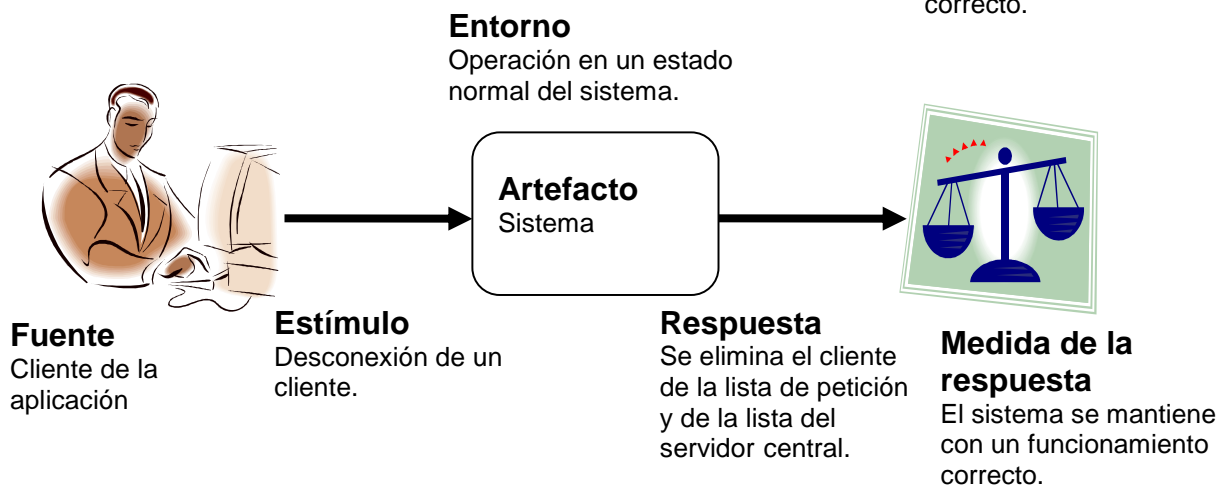 correcto.
Entorno
Operación en un estado
normal del sistema.
Artefacto
Sistema
Fuente
Cliente de la
aplicación
Estímulo
Desconexión de un
cliente.
Respuesta
Se elimina el cliente
de la lista de petición
y de la lista del
servidor central.
Medida de la
respuesta
El sistema se mantiene
con un funcionamiento
correcto.